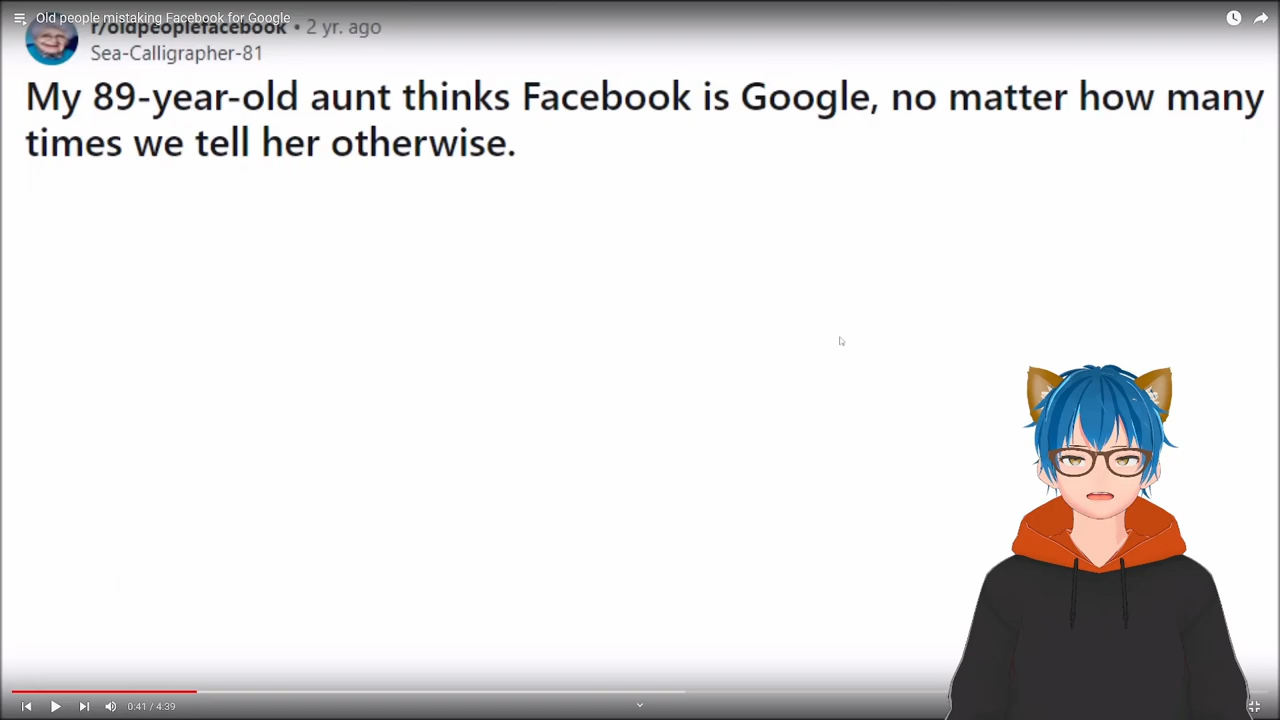 Old people mistaking Facebook for Google
r/oldpeoplefacebook • 2 yr. ago
Sea-Calligrapher-81
My 89-year-old aunt thinks Facebook is Google, no matter how many
times we tell her otherwise.
0:41 / 4:39